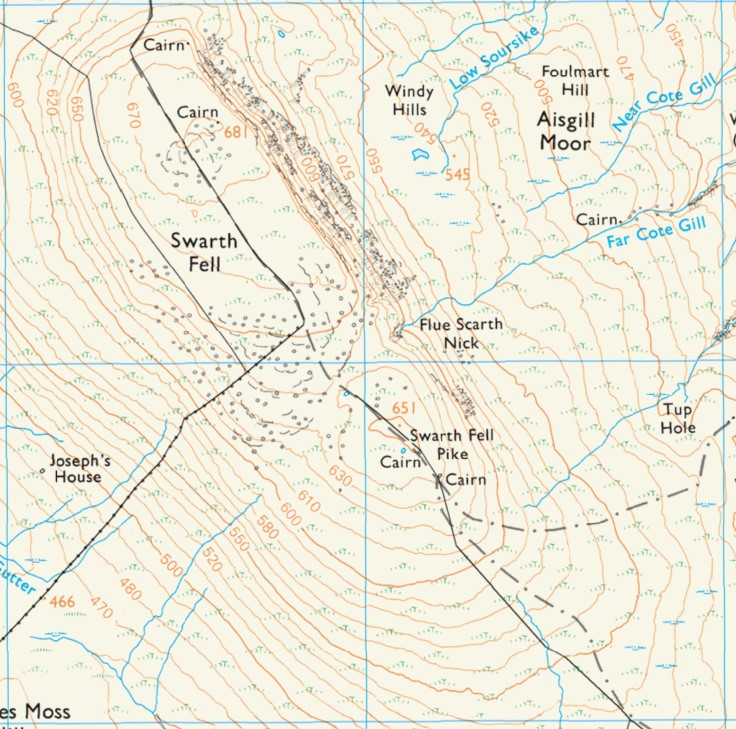 Cairn
Low Soursike
450
470
Foulmart
Hill
500
Near Cote Gill
Windy
Hills
600
620
650
670
Cairn
681
Aisgill
Moor
520
540
545
570
560
600
Cairn
Far Cote Gill
Swarth
Fell
Flue Scarth
Nick
651
Tup
Hole
Swarth Fell
Pike
Cairn
Cairn
Joseph's
House
630
610
600
580
550
520
500
480
470
466
es Moss